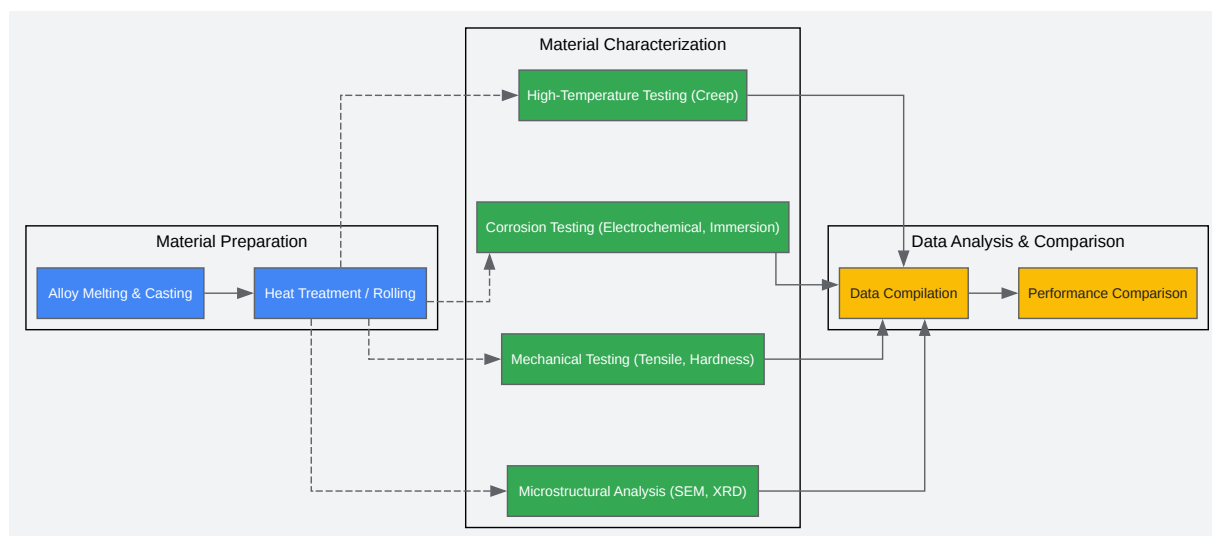 Material Preparation
Alloy Melting & Casting
Heat Treatment / Rolling
Material Characterization
High-Temperature Testing (Creep)
Corrosion Testing (Electrochemical, Immersion)
Mechanical Testing (Tensile, Hardness)
Microstructural Analysis (SEM, XRD)
Data Analysis & Comparison
Data Compilation
Performance Comparison